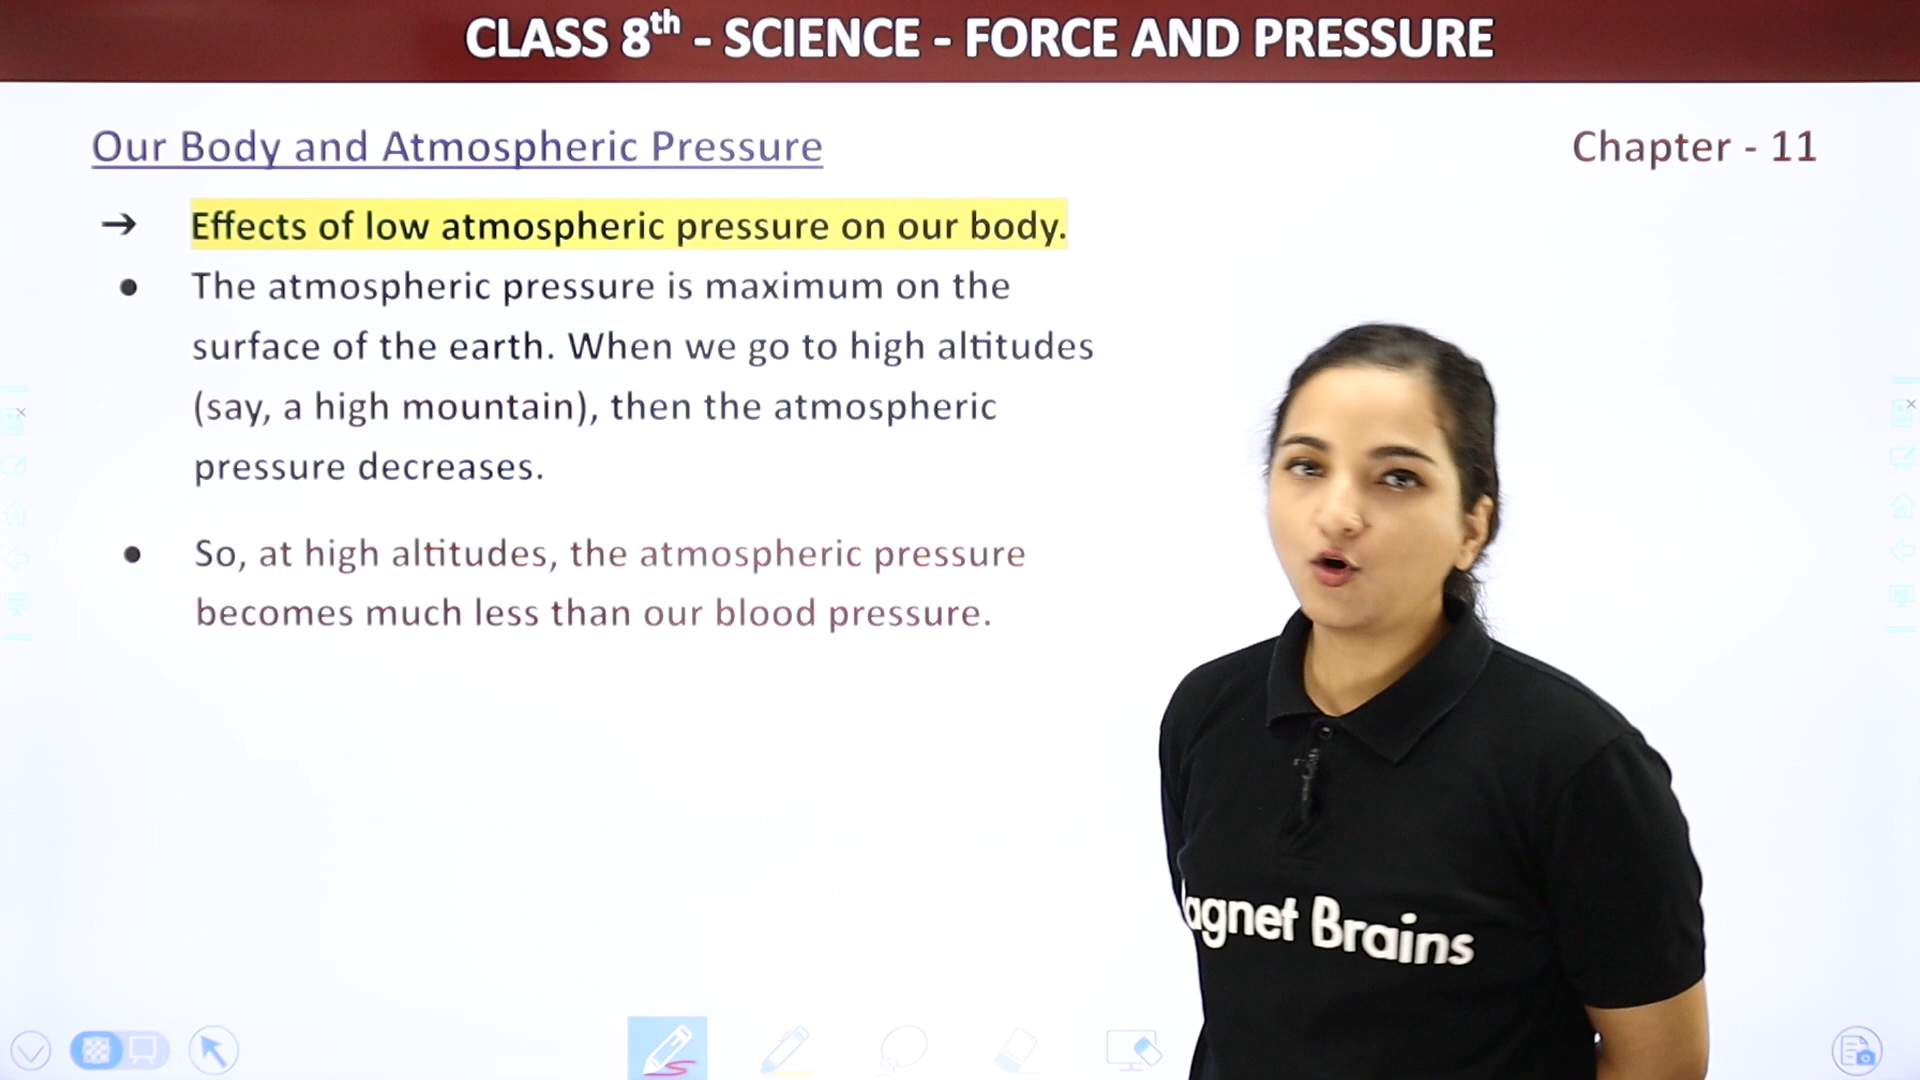 CLASS 8th - SCIENCE - FORCE AND PRESSURE
Our Body and Atmospheric Pressure
Chapter - 11
→ Effects of low atmospheric pressure on our body.
● The atmospheric pressure is maximum on the
surface of the earth. When we go to high altitudes
(say, a high mountain), then the atmospheric
pressure decreases.
● So, at high altitudes, the atmospheric pressure
becomes much less than our blood pressure.
agnet Brains